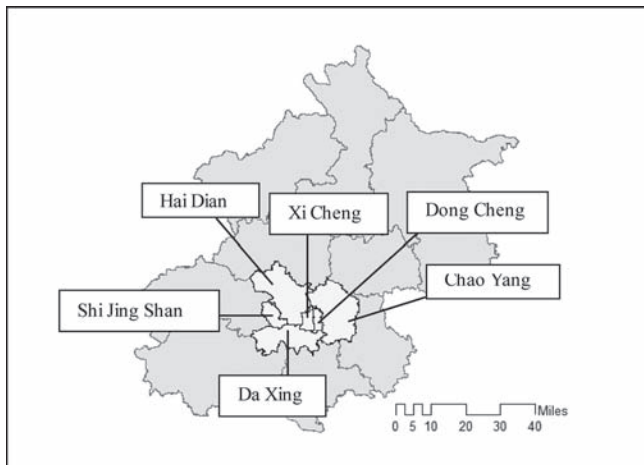 Hai Dian
Xi Cheng
Dong Cheng
Chao Yang
Shi Jing Shan
Da Xing
Miles
0 5 10 20 30 40